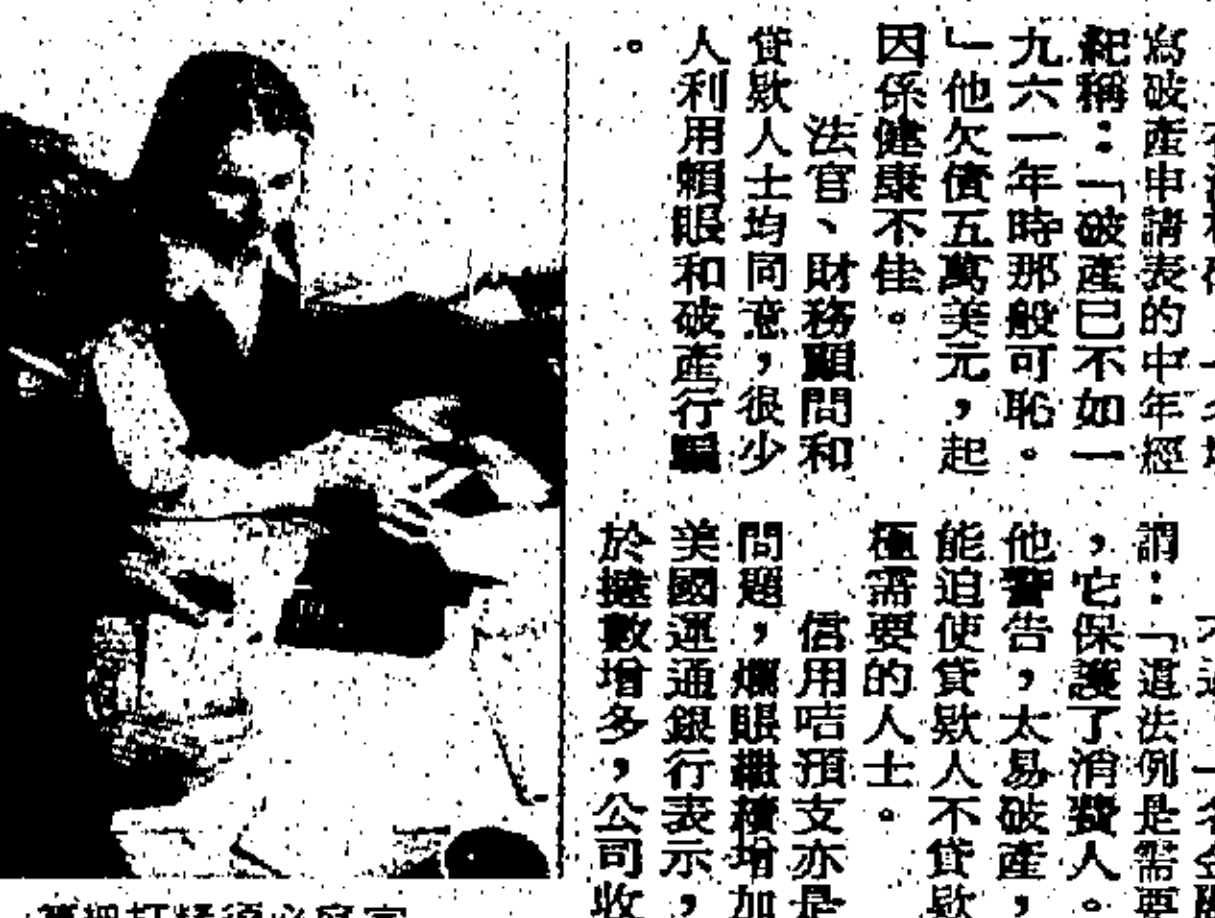 寫破產申請表的中年經
紀稱：「破產已不如一
九六一年時那般可恥。
」他欠債五萬美元，起
因係健康不佳。
法官、財務顧問和
貸款人士均同意，很少
人利用賴賬和破產行騙
。
謂：「這法例是需要
，它保護了消費人。
他警告，太易破產，
能迫使貸款人不貸款
極需要的人士。
信用咭預支亦是
問題，爛賬繼續增加
美國運通銀行表示，
於撻數增多，公司收